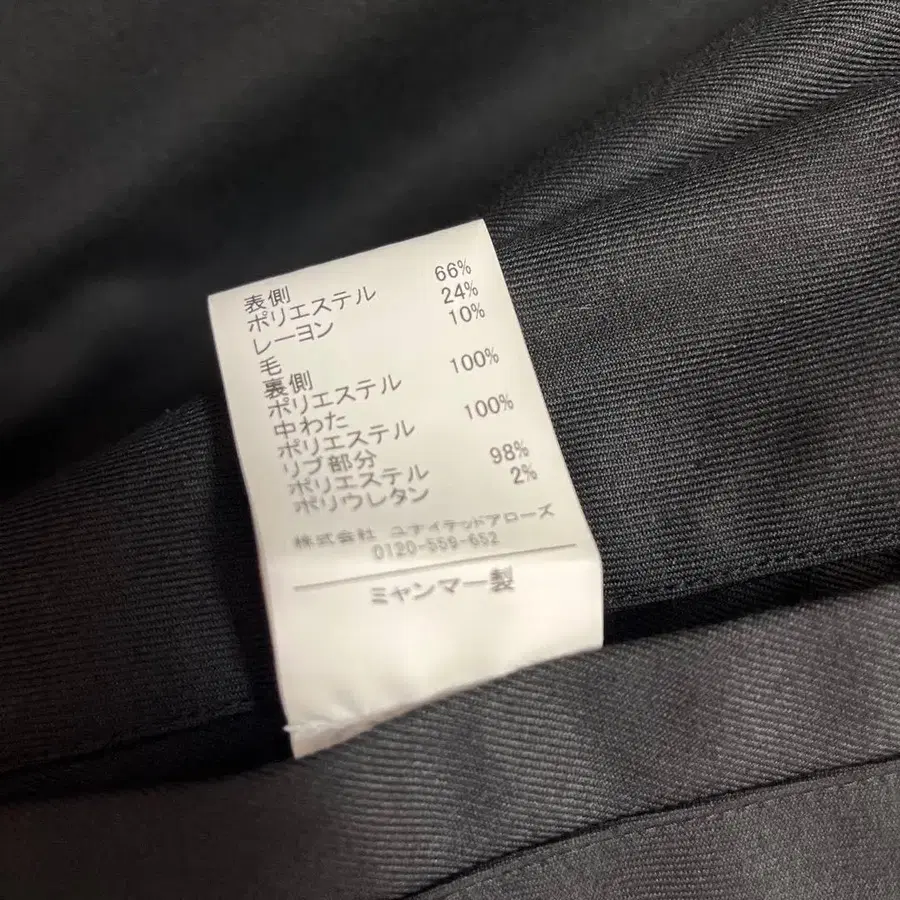 表側
ポリエステル 66%
レーヨン 24%
毛 10%
裏側
ポリエステル 100%
中わた
ポリエステル 100%
リブ部分
ポリエステル 98%
ポリウレタン 2%
株式会社 ユナイテッドアローズ
0120-559-652
ミャンマー製